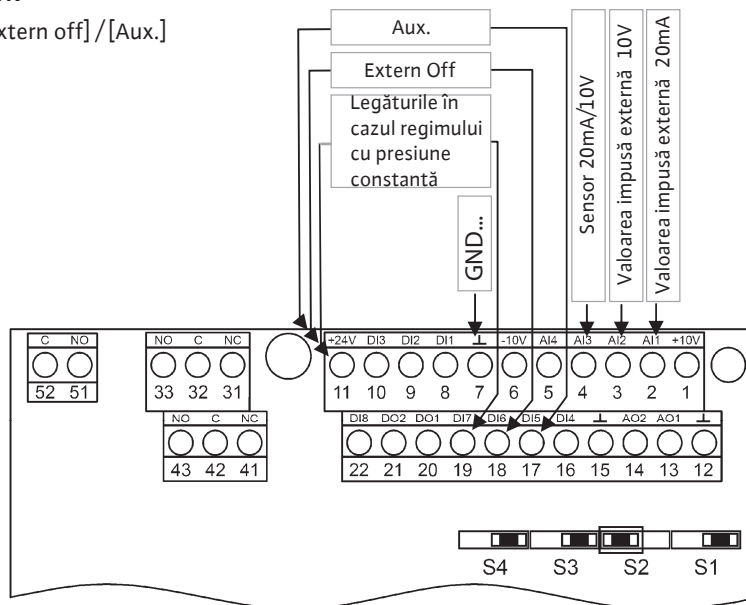 xtern off] / [Aux.]
Aux.
Extern Off
Legăturile în
cazul regimului
cu presiune
constantă
GND...
Sensor 20mA/10V
Valoarea impusă externă 10V
Valoarea impusă externă 20mA
C NO
52 51
NO C NC
33 32 31
NO C NC
43 42 41
+24V DI3 DI2 DI1 ⊥ -10V AI4 AI3 AI2 AI1 +10V
11 10 9 8 7 6 5 4 3 2 1
DI8 DO2 DO1 DI7 DI6 DI5 DI4 ⊥ AO2 AO1 ⊥
22 21 20 19 18 17 16 15 14 13 12
S4 S3 S2 S1